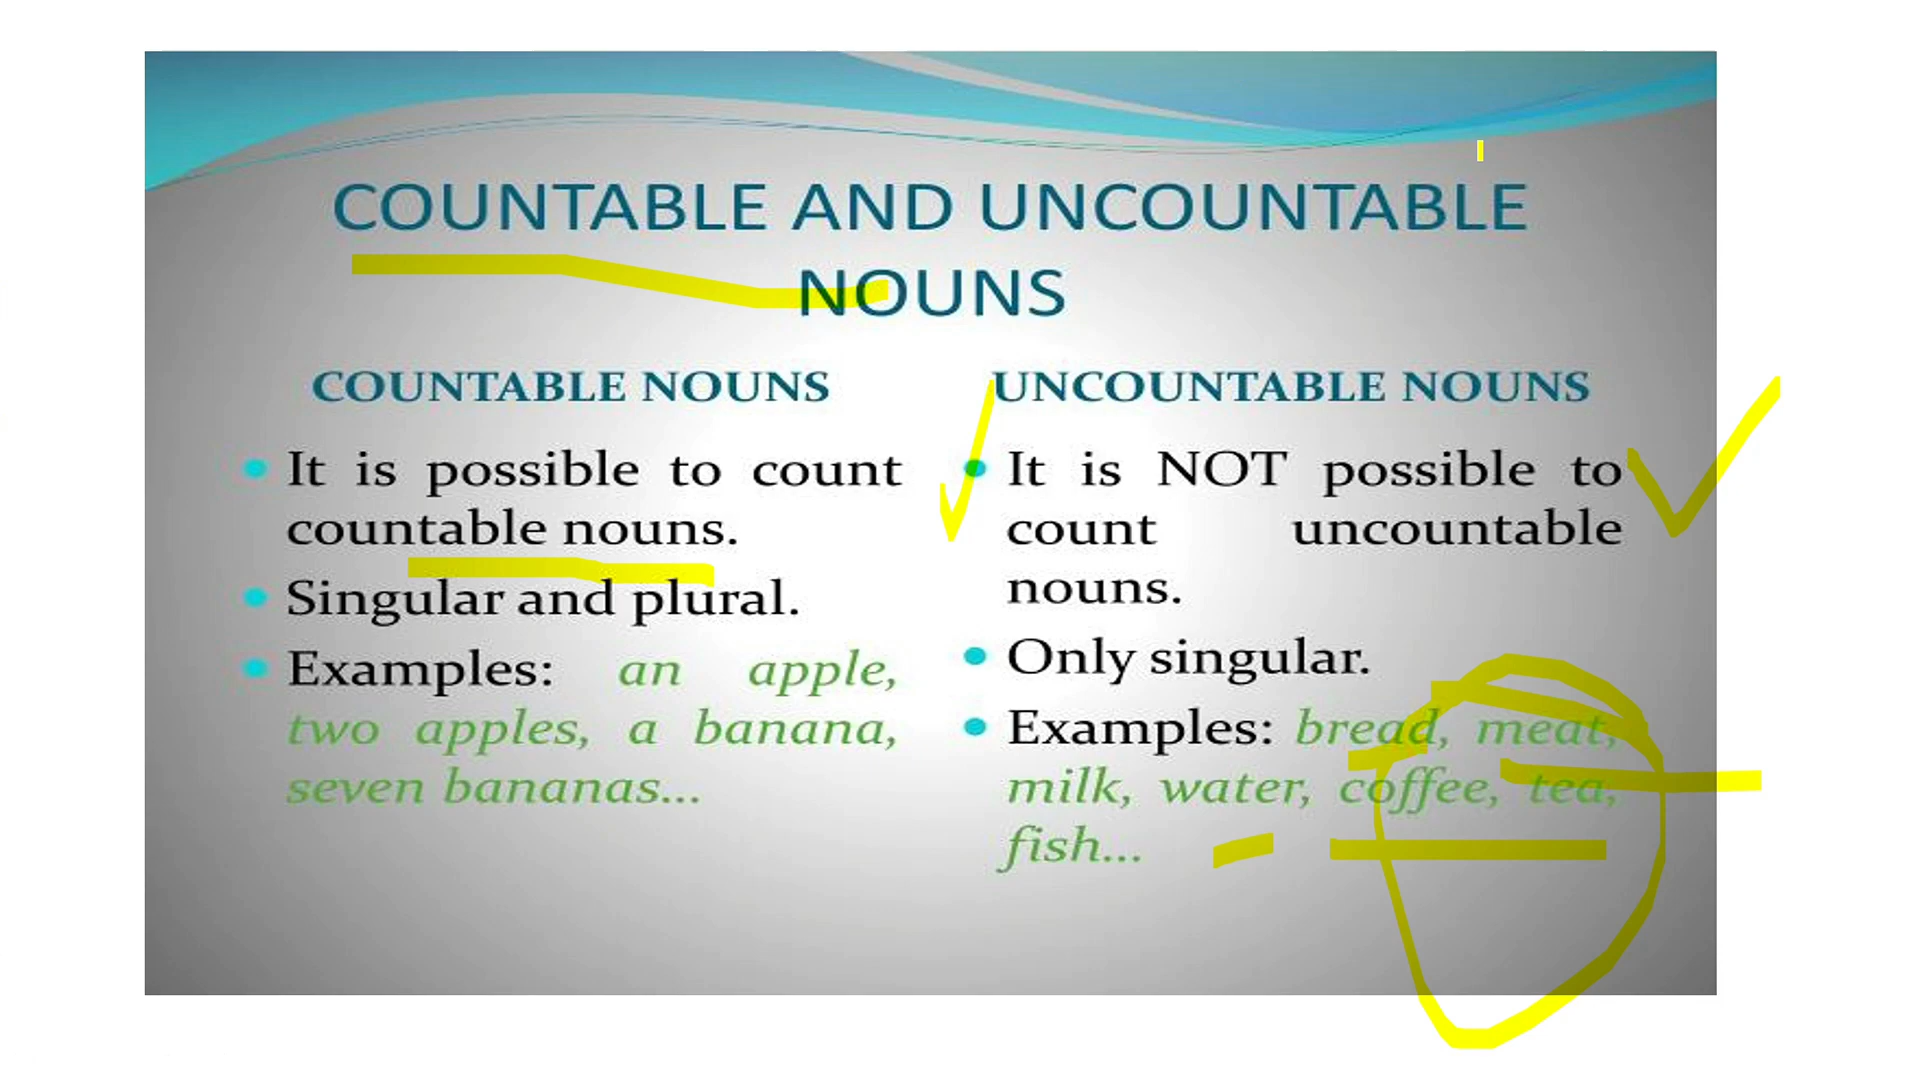 COUNTABLE AND UNCOUNTABLE
NOUNS
COUNTABLE NOUNS
It is possible to count
countable nouns.
Singular and plural.
Examples: an apple,
two apples, a banana,
seven bananas...
UNCOUNTABLE NOUNS
It is NOT possible to
count uncountable
nouns.
Only singular.
Examples: bread, meat,
milk, water, coffee, tea,
fish...